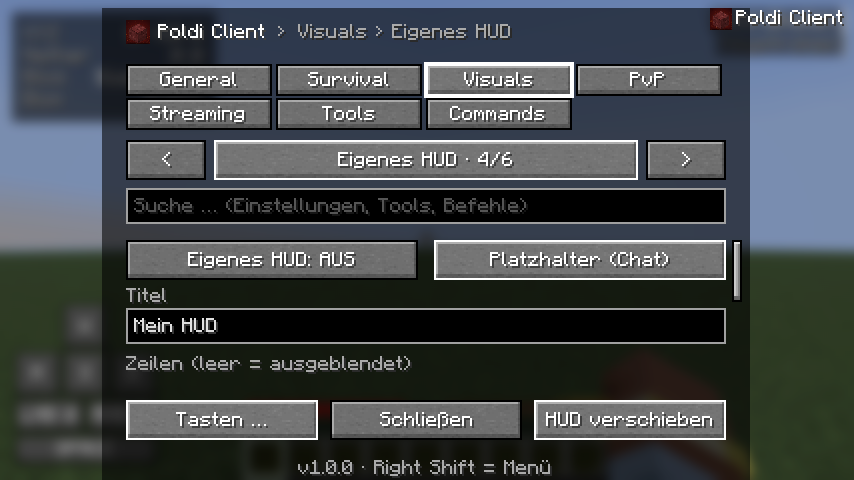 Poldi Client > Visuals > Eigenes HUD
Poldi Client
General
Survival
Visuals
PvP
Streaming
Tools
Commands
<
Eigenes HUD · 4/6
>
Suche ... (Einstellungen, Tools, Befehle)
Eigenes HUD: AUS
Platzhalter (Chat)
Titel
Mein HUD
Zeilen (leer = ausgeblendet)
Tasten ...
Schließen
HUD verschieben
v1.0.0 · Right Shift = Menü